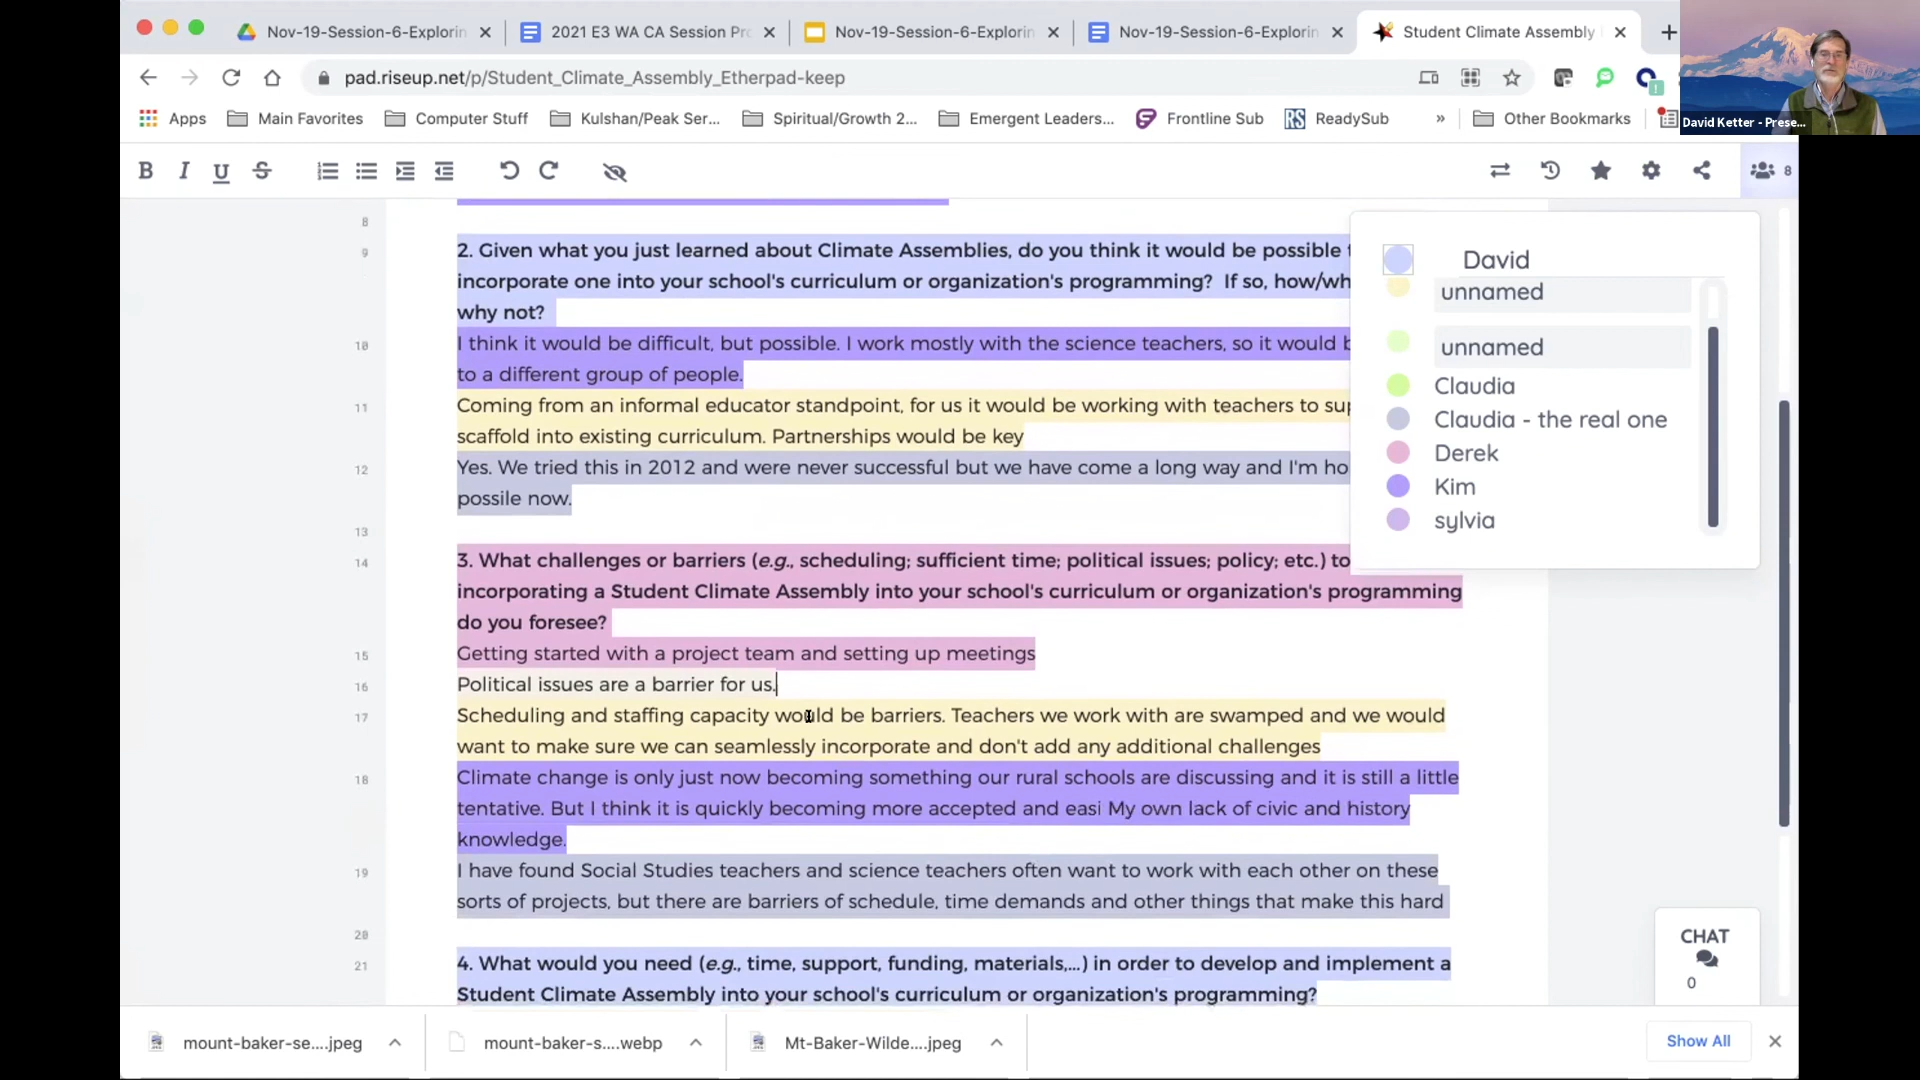 Nov-19-Session-6-Explorin
2021 E3 WA CA Session Pro
Nov-19-Session-6-Explorin
Nov-19-Session-6-Explorin
Student Climate Assembly
pad.riseup.net/p/Student_Climate_Assembly_Etherpad-keep
Apps Main Favorites Computer Stuff Kulshan/Peak Ser... Spiritual/Growth 2... Emergent Leaders... Frontline Sub RS ReadySub » Other Bookmarks
David Ketter - Prese...
B I U S
8
8
9 2. Given what you just learned about Climate Assemblies, do you think it would be possible
incorporate one into your school's curriculum or organization's programming? If so, how/wh
why not?
10 I think it would be difficult, but possible. I work mostly with the science teachers, so it would
to a different group of people.
11 Coming from an informal educator standpoint, for us it would be working with teachers to
scaffold into existing curriculum. Partnerships would be key
12 Yes. We tried this in 2012 and were never successful but we have come a long way and I'm ho
possile now.
13
14 3. What challenges or barriers (e.g., scheduling; sufficient time; political issues; policy; etc.) to
incorporating a Student Climate Assembly into your school's curriculum or organization's programming
do you foresee?
15 Getting started with a project team and setting up meetings
16 Political issues are a barrier for us.
17 Scheduling and staffing capacity would be barriers. Teachers we work with are swamped and we would
want to make sure we can seamlessly incorporate and don't add any additional challenges
18 Climate change is only just now becoming something our rural schools are discussing and it is still a little
tentative. But I think it is quickly becoming more accepted and easi My own lack of civic and history
knowledge.
19 I have found Social Studies teachers and science teachers often want to work with each other on these
sorts of projects, but there are barriers of schedule, time demands and other things that make this hard
20
21 4. What would you need (e.g., time, support, funding, materials,...) in order to develop and implement a
Student Climate Assembly into your school's curriculum or organization's programming?
David
unnamed
unnamed
Claudia
Claudia - the real one
Derek
Kim
sylvia
CHAT
0
mount-baker-se....jpeg
mount-baker-s....webp
Mt-Baker-Wilde....jpeg
Show All